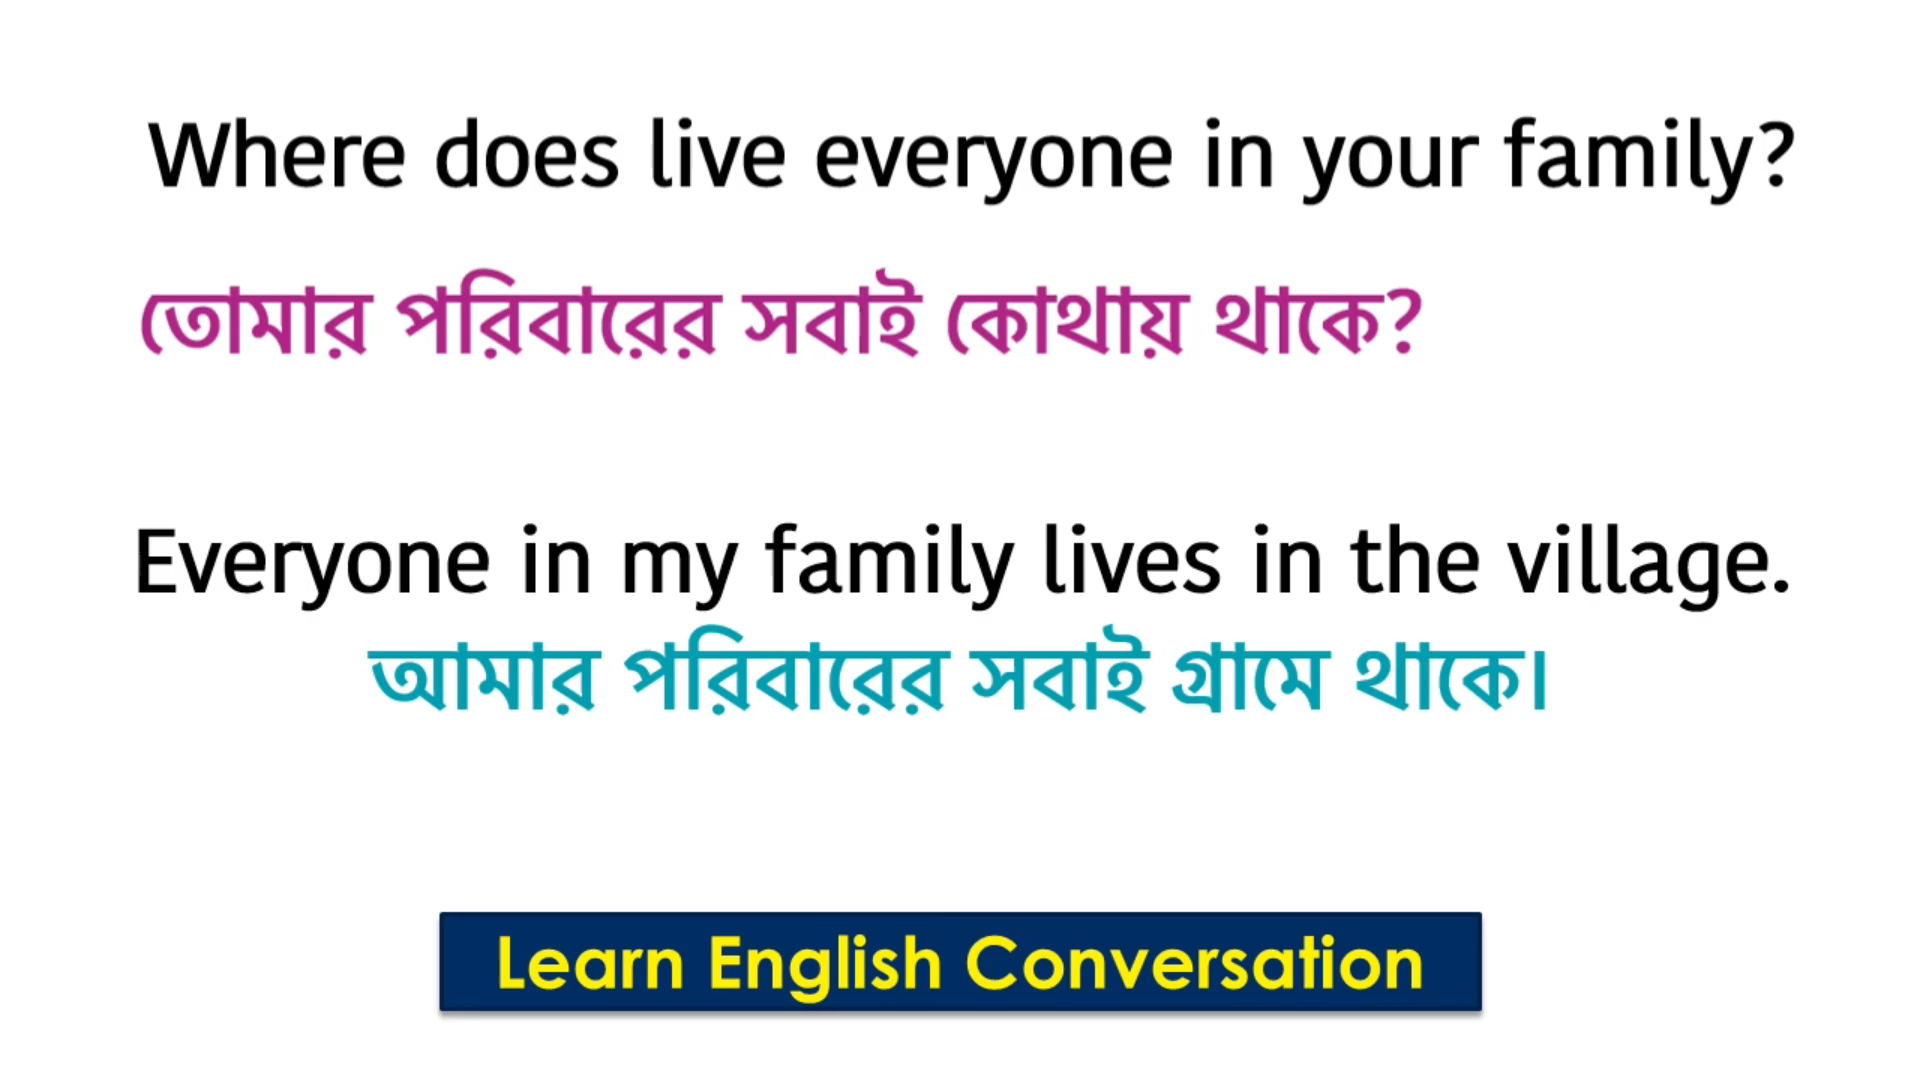 Where does live everyone in your family?
তোমার পরিবারের সবাই কোথায় থাকে?
Everyone in my family lives in the village.
আমার পরিবারের সবাই গ্রামে থাকে।
Learn English Conversation